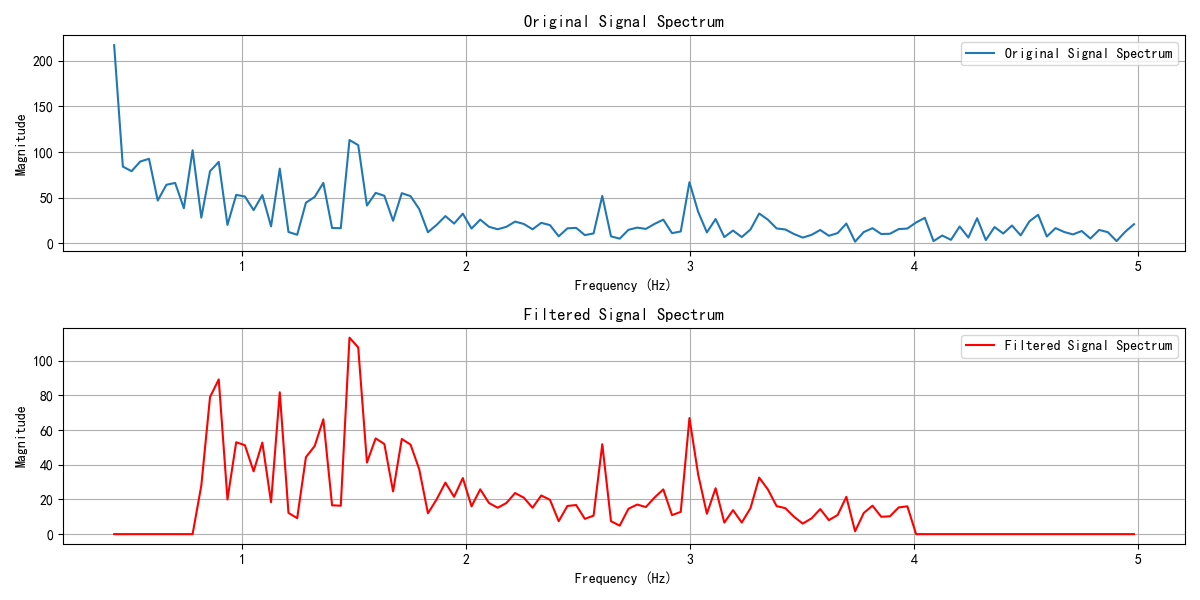 Original Signal Spectrum
Original Signal Spectrum
Magnitude
200
150
100
50
0
1 2 3 4 5
Frequency (Hz)
Filtered Signal Spectrum
Filtered Signal Spectrum
Magnitude
100
80
60
40
20
0
1 2 3 4 5
Frequency (Hz)